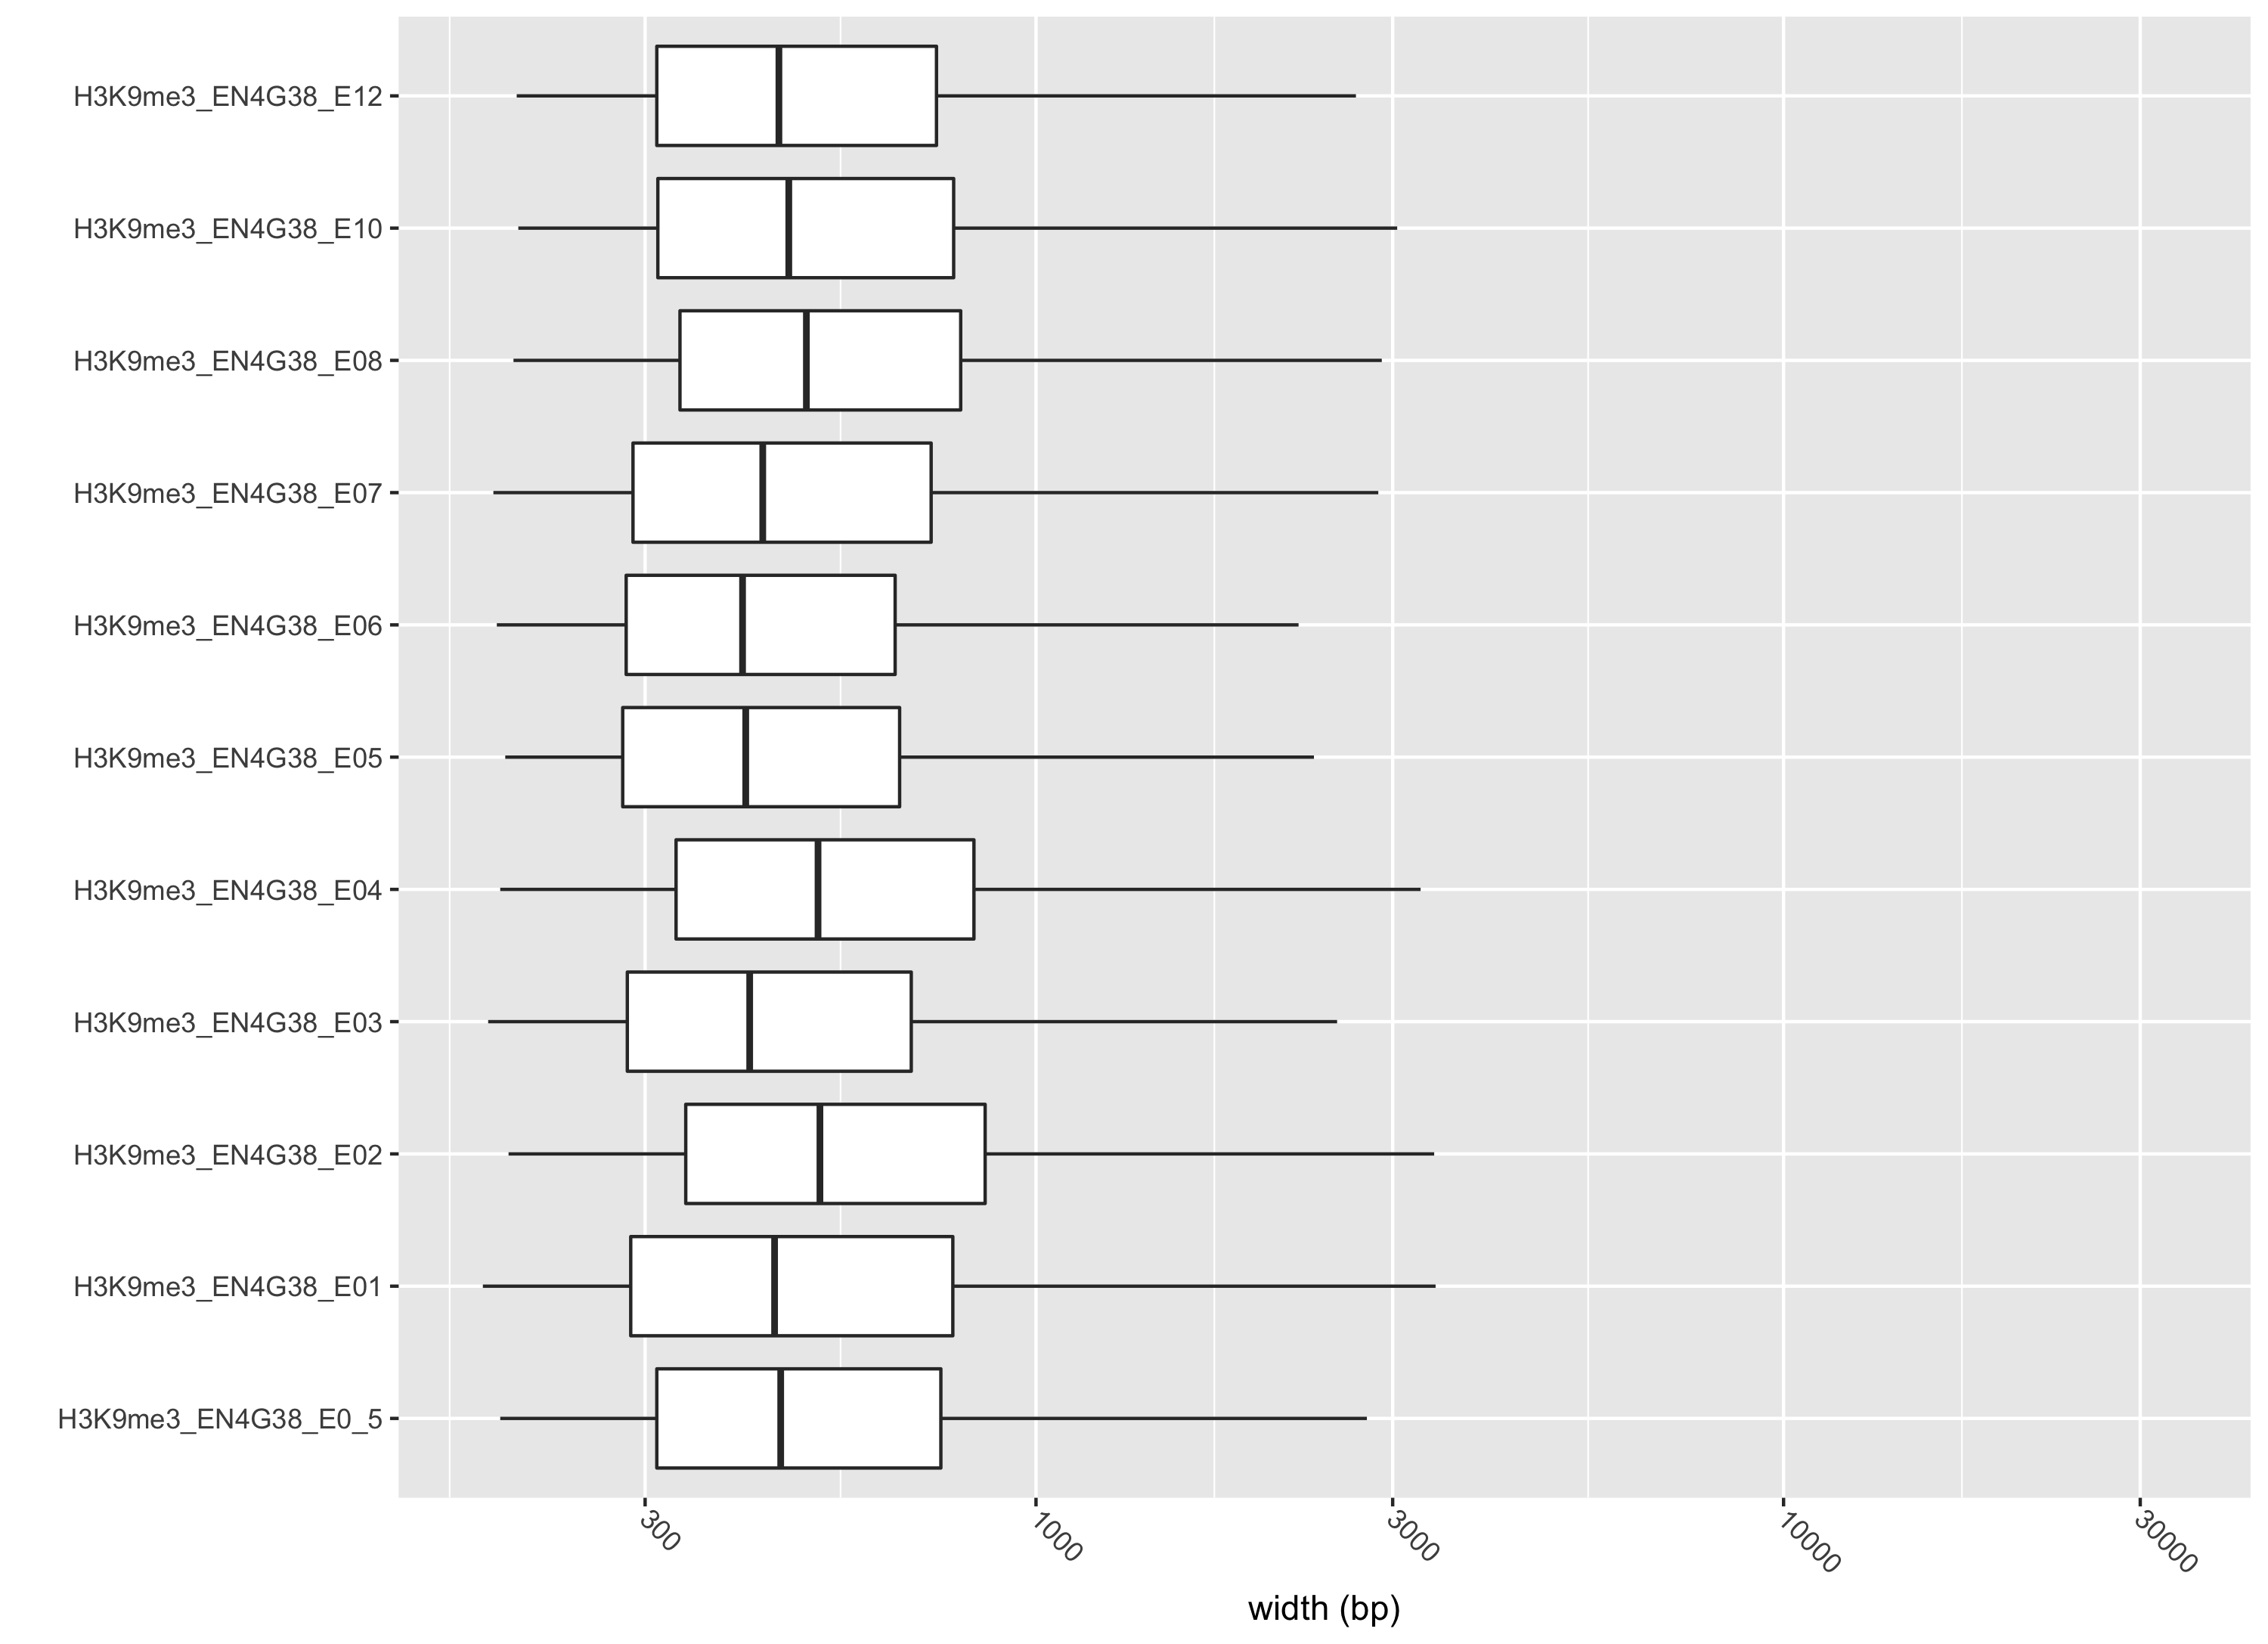 H3K9me3_EN4G38_E12
H3K9me3_EN4G38_E10
H3K9me3_EN4G38_E08
H3K9me3_EN4G38_E07
H3K9me3_EN4G38_E06
H3K9me3_EN4G38_E05
H3K9me3_EN4G38_E04
H3K9me3_EN4G38_E03
H3K9me3_EN4G38_E02
H3K9me3_EN4G38_E01
H3K9me3_EN4G38_E0_5
300
1000
3000
10000
30000
width (bp)